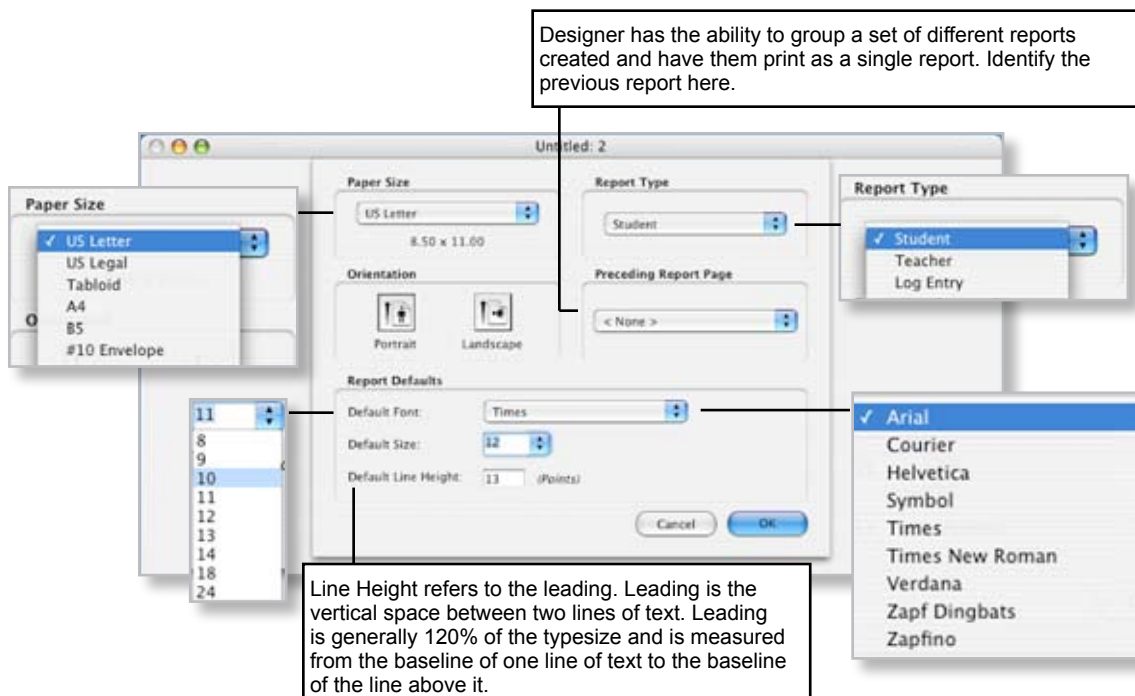 Designer has the ability to group a set of different reports
created and have them print as a single report. Identify the
previous report here.
Untitled: 2
Paper Size
US Letter
8.50 x 11.00
Report Type
Student
Orientation
Portrait
Landscape
Preceding Report Page
< None >
Report Defaults
Default Font:
Times
Default Size:
12
Default Line Height:
13
(Points)
Cancel
OK
Paper Size
✓ US Letter
US Legal
Tabloid
A4
B5
#10 Envelope
O
Report Type
✓ Student
Teacher
Log Entry
11
8
9
10
11
12
13
14
18
24
✓ Arial
Courier
Helvetica
Symbol
Times
Times New Roman
Verdana
Zapf Dingbats
Zapfino
Line Height refers to the leading. Leading is the
vertical space between two lines of text. Leading
is generally 120% of the typesize and is measured
from the baseline of one line of text to the baseline
of the line above it.